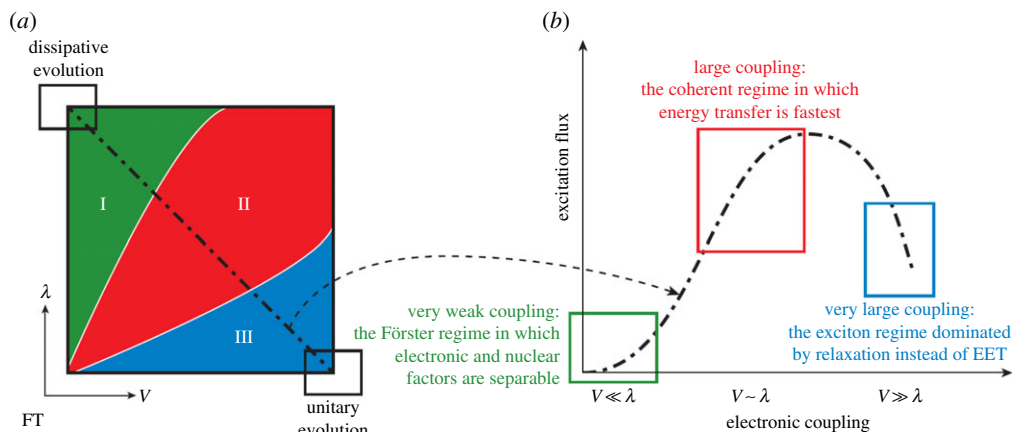 (a)
dissipative
evolution
I
II
III
λ
V
FT
unitary
evolution
(b)
excitation flux
large coupling:
the coherent regime in which
energy transfer is fastest
very weak coupling:
the Förster regime in which
electronic and nuclear
factors are separable
very large coupling:
the exciton regime dominated
by relaxation instead of EET
V ≪ λ
V ~ λ
V ≫ λ
electronic coupling